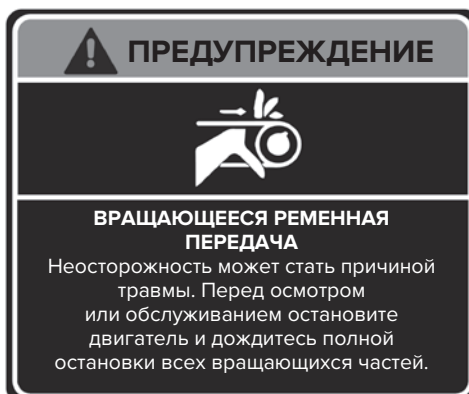 ПРЕДУПРЕЖДЕНИЕ
ВРАЩАЮЩЕЕСЯ РЕМЕННАЯ
ПЕРЕДАЧА
Неосторожность может стать причиной
травмы. Перед осмотром
или обслуживанием остановите
двигатель и дождитесь полной
остановки всех вращающихся частей.